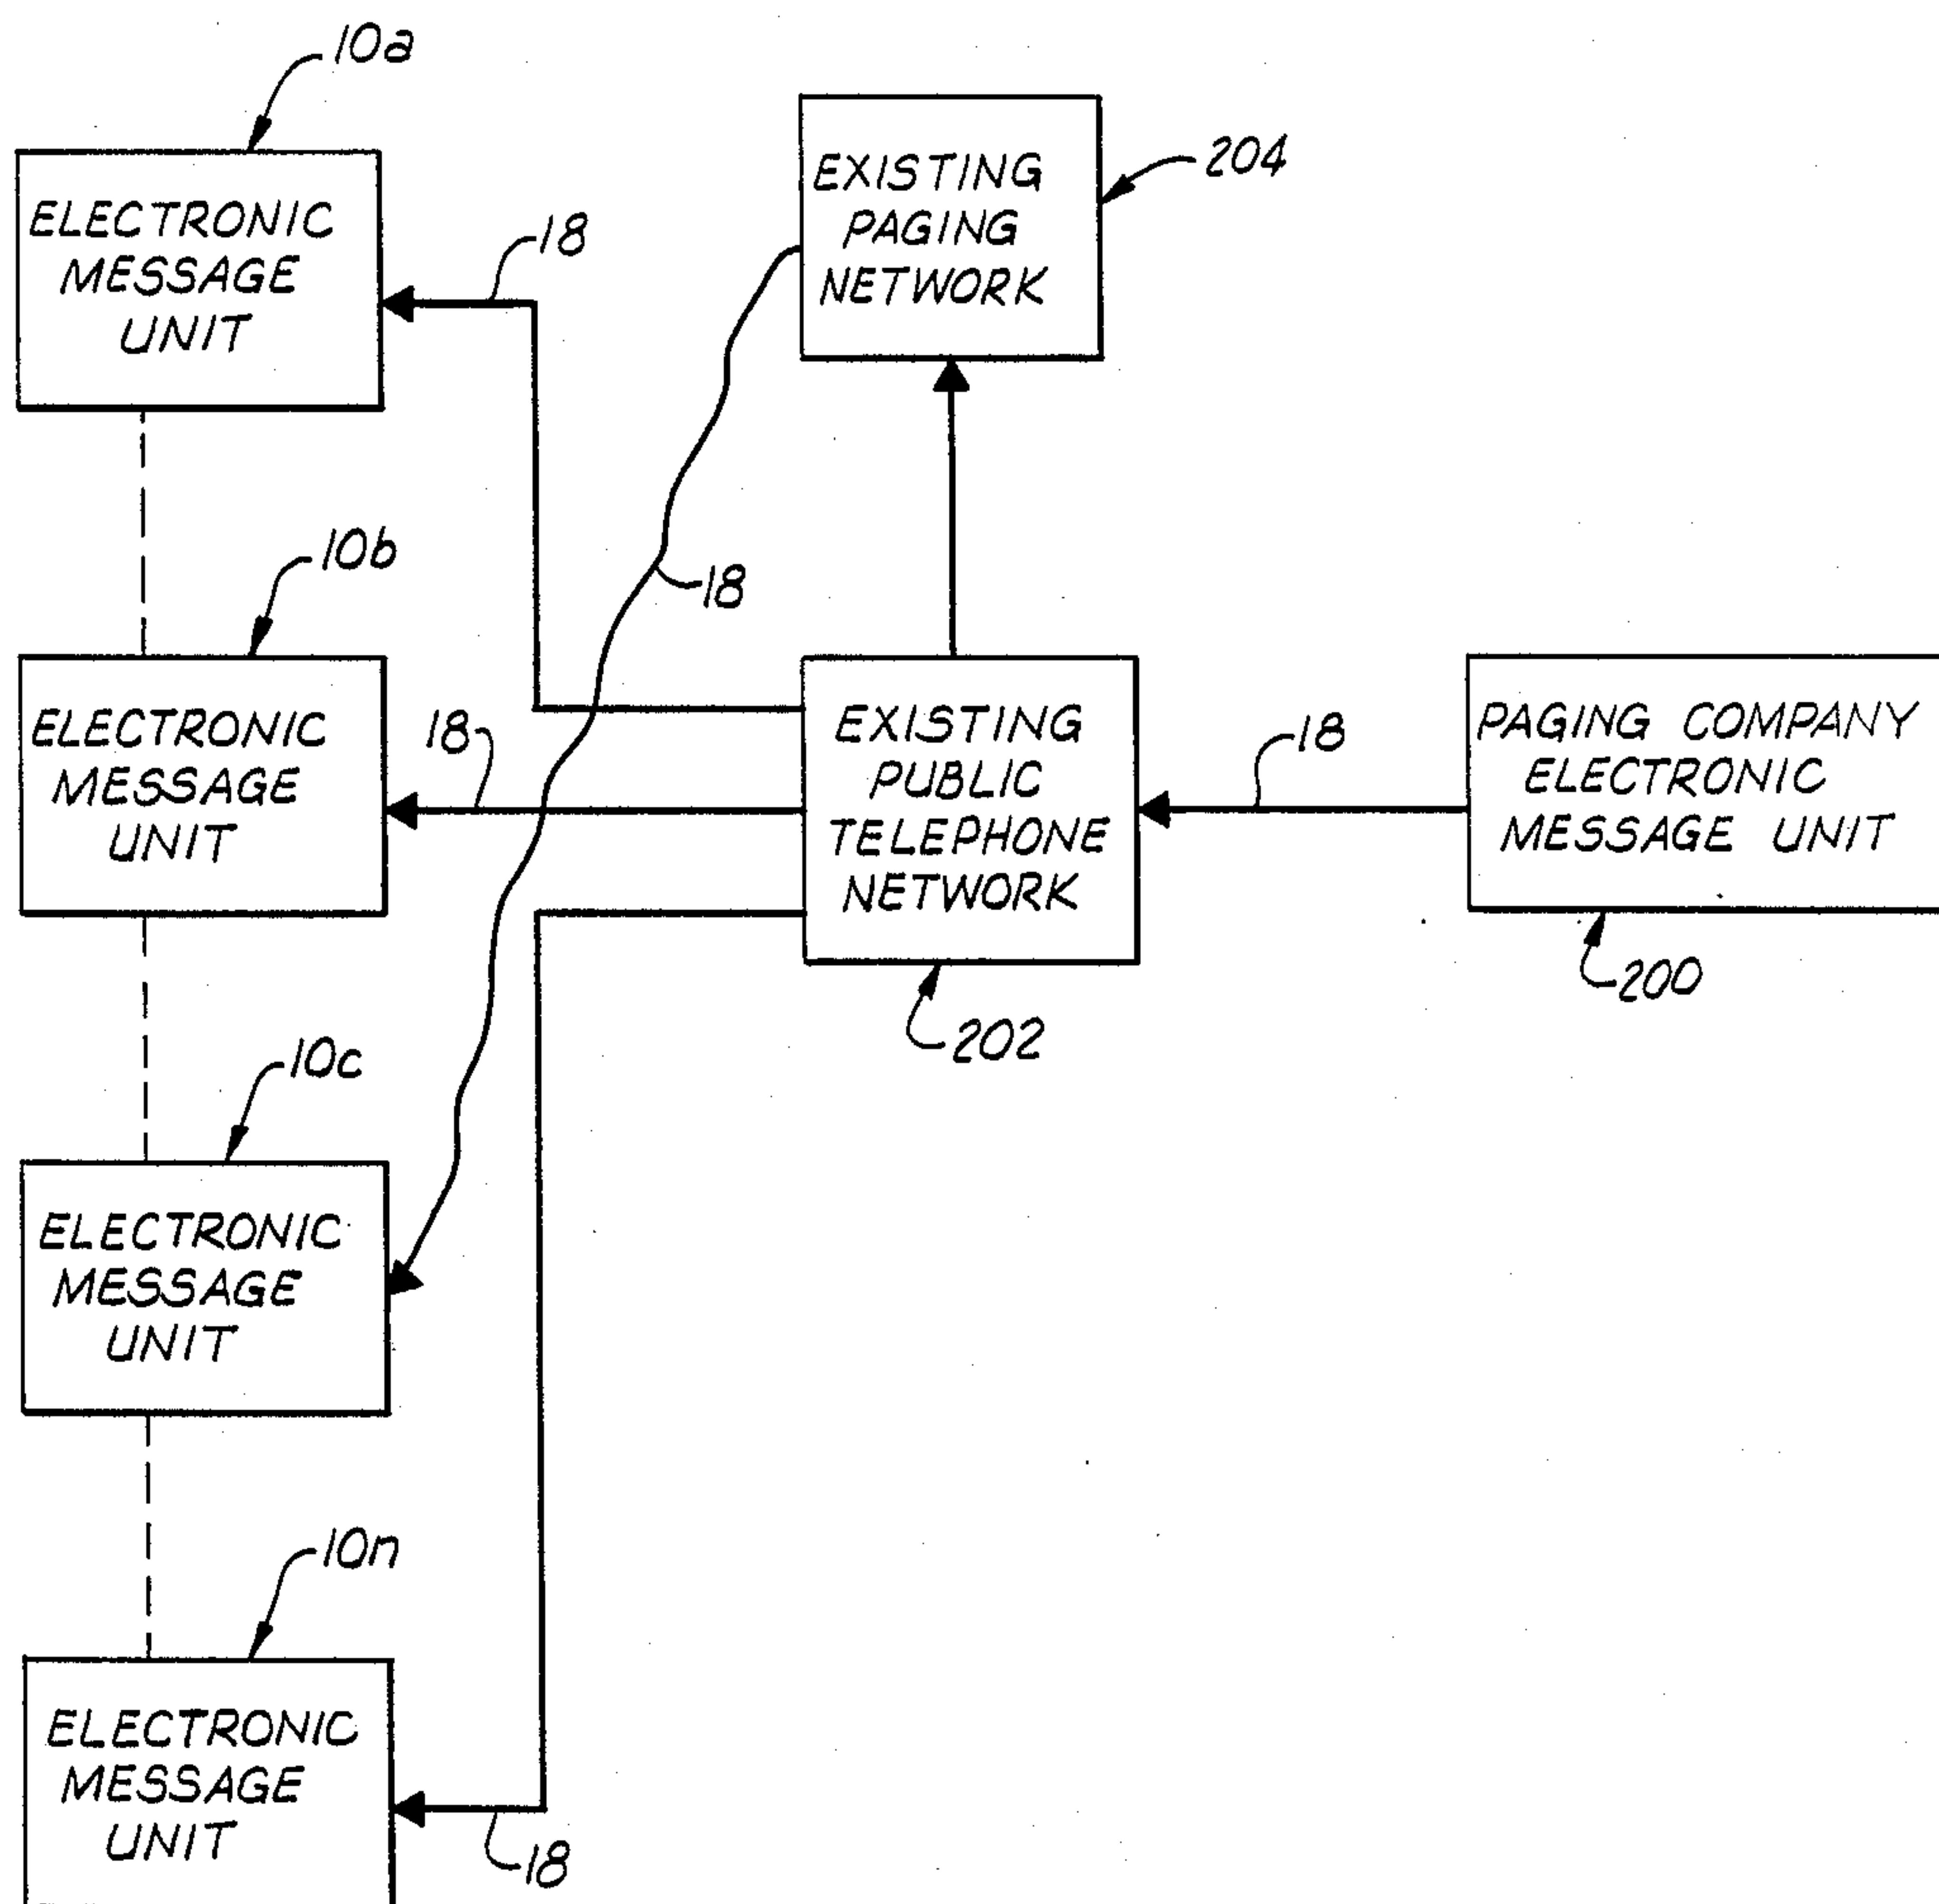 10a
ELECTRONIC
MESSAGE
UNIT
18
EXISTING
PAGING
NETWORK
204
10b
ELECTRONIC
MESSAGE
UNIT
18
18
EXISTING
PUBLIC
TELEPHONE
NETWORK
202
18
PAGING COMPANY
ELECTRONIC
MESSAGE UNIT
200
10c
ELECTRONIC
MESSAGE
UNIT
10n
ELECTRONIC
MESSAGE
UNIT
18